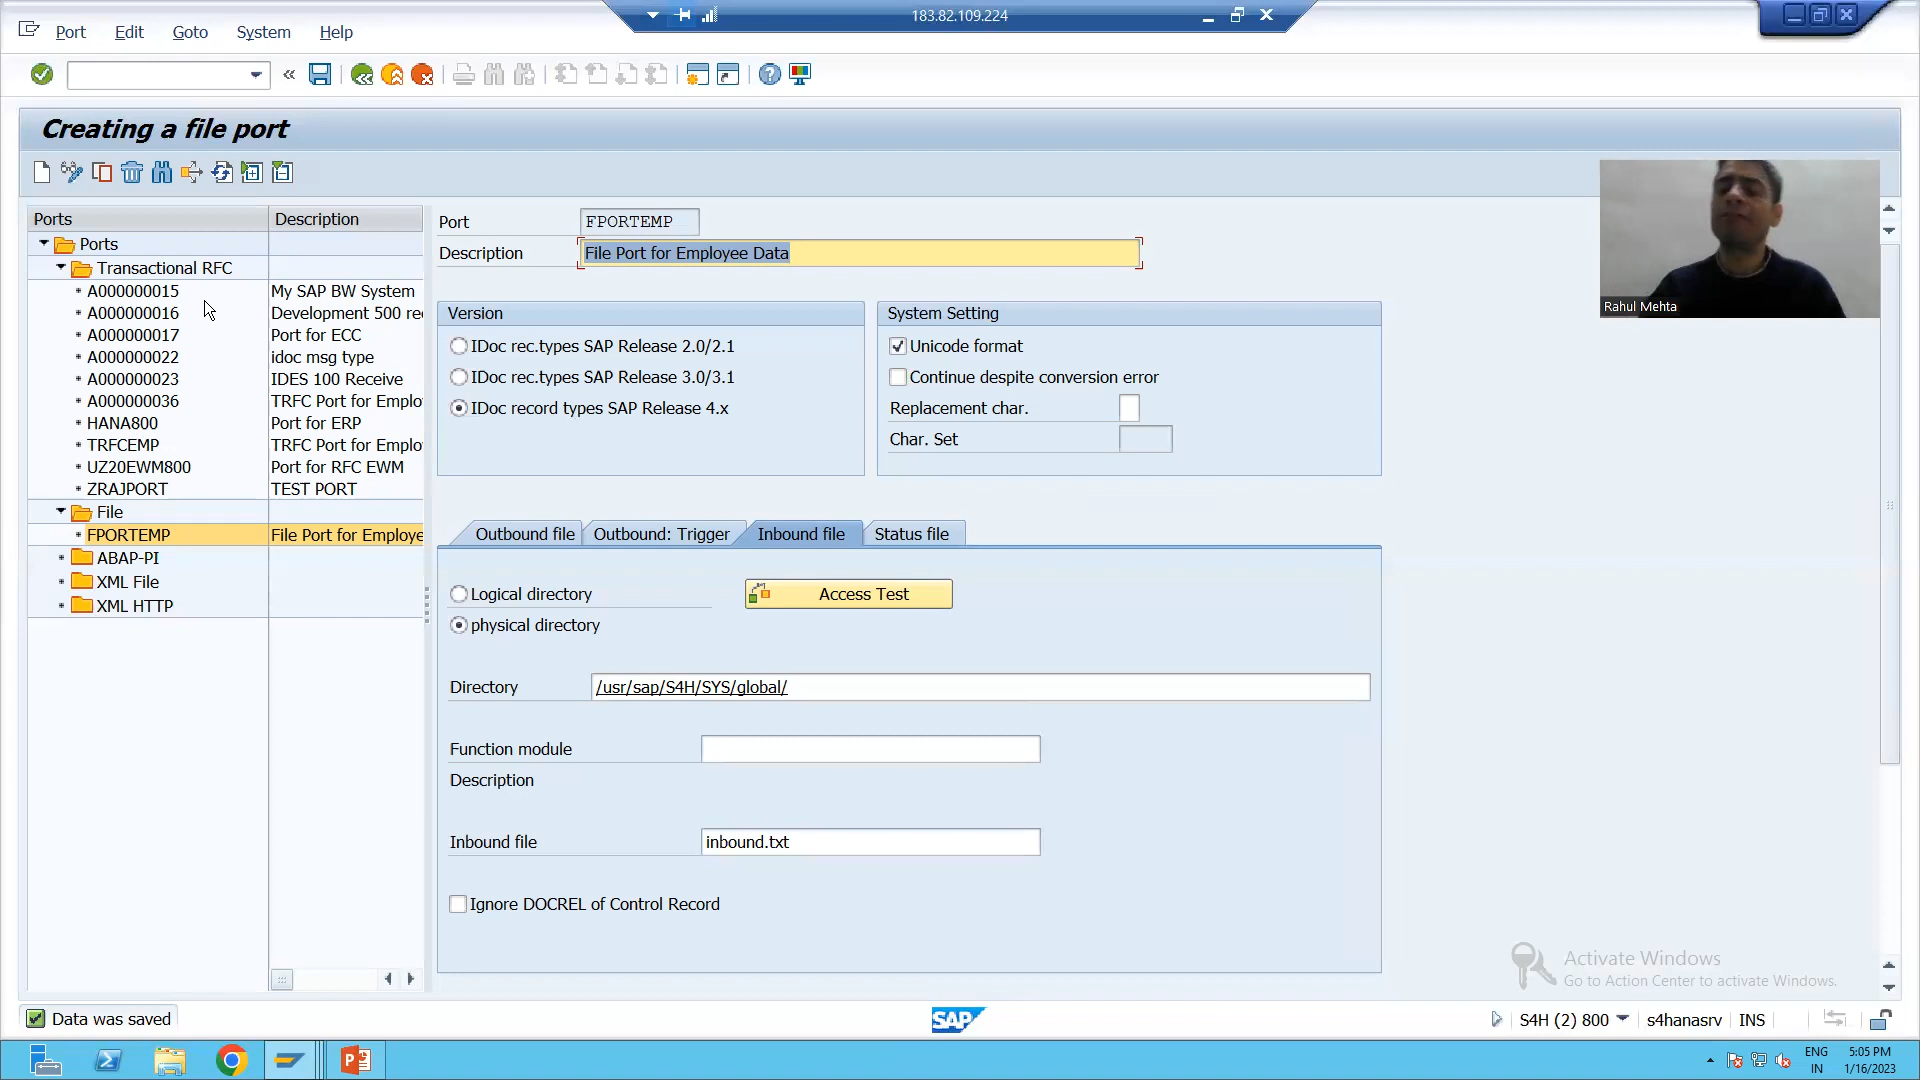 183.82.109.224
Port Edit Goto System Help
Creating a file port
Ports Description
Ports
Transactional RFC
A000000015 My SAP BW System
A000000016 Development 500 re
A000000017 Port for ECC
A000000022 idoc msg type
A000000023 IDES 100 Receive
A000000036 TRFC Port for Emplo
HANA800 Port for ERP
TRFCEMP TRFC Port for Emplo
UZ20EWM800 Port for RFC EWM
ZRAJPORT TEST PORT
File
FPORTEMP File Port for Employe
ABAP-PI
XML File
XML HTTP
Port FPORTEMP
Description File Port for Employee Data
Version
IDoc rec.types SAP Release 2.0/2.1
IDoc rec.types SAP Release 3.0/3.1
IDoc record types SAP Release 4.x
System Setting
Unicode format
Continue despite conversion error
Replacement char.
Char. Set
Outbound file Outbound: Trigger Inbound file Status file
Logical directory Access Test
physical directory
Directory /usr/sap/S4H/SYS/global/
Function module
Description
Inbound file inbound.txt
Ignore DOCREL of Control Record
Rahul Mehta
Activate Windows
Go to Action Center to activate Windows.
Data was saved
SAP
S4H (2) 800 s4hanasrv INS
ENG 5:05 PM
IN 1/16/2023